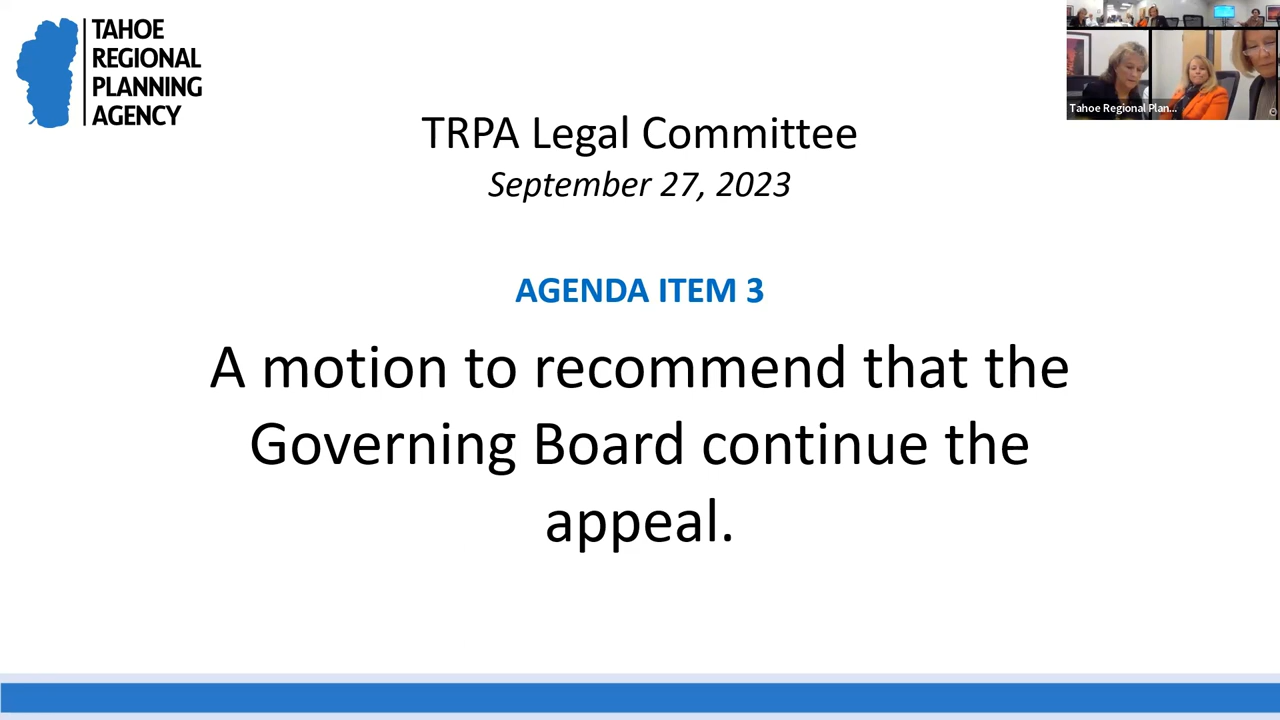 TAHOE
REGIONAL
PLANNING
AGENCY
Tahoe Regional Plan...
TRPA Legal Committee
September 27, 2023
AGENDA ITEM 3
A motion to recommend that the
Governing Board continue the
appeal.